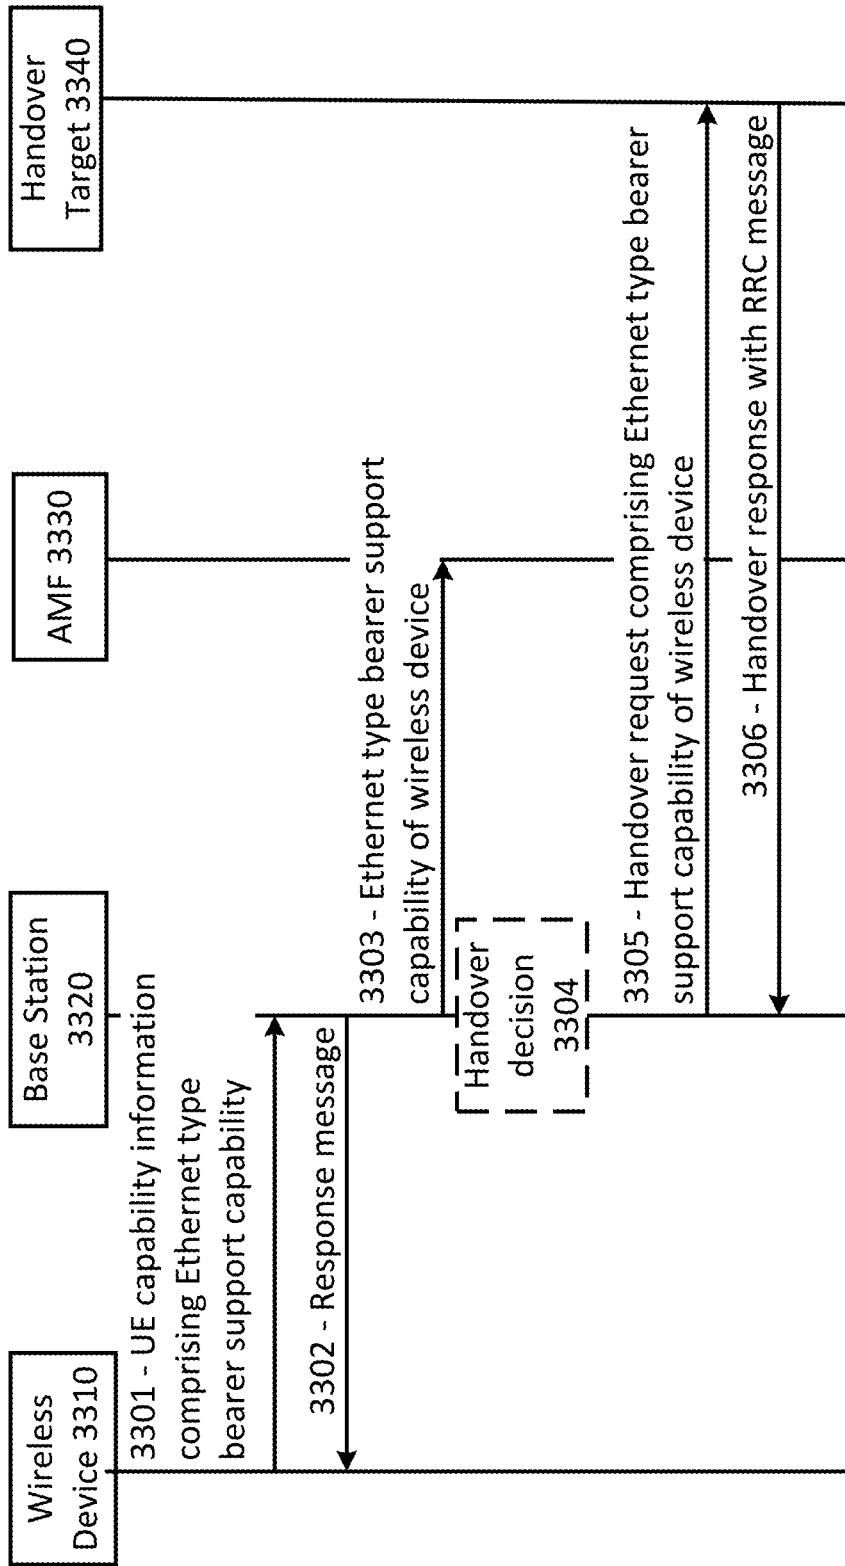 Wireless
Device 3310
Base Station
3320
AMF 3330
Handover
Target 3340
3301 - UE capability information
comprising Ethernet type
bearer support capability
3302 - Response message
3303 - Ethernet type bearer support
capability of wireless device
Handover
decision
3304
3305 - Handover request comprising Ethernet type bearer
support capability of wireless device
3306 - Handover response with RRC message